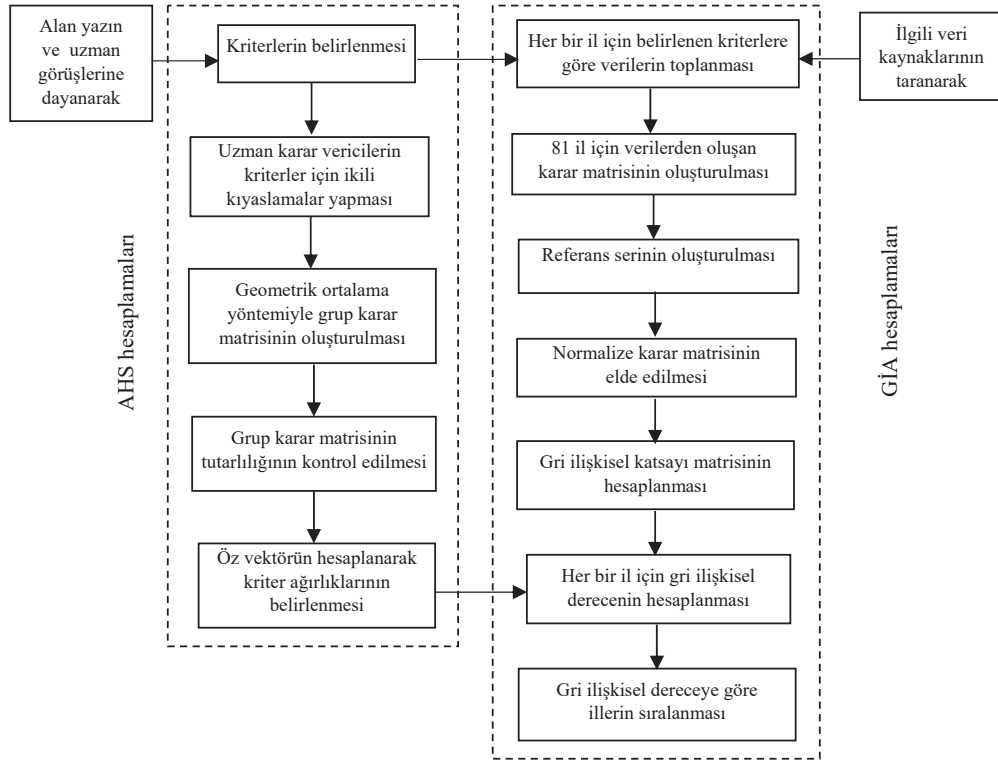 Alan yazın
ve uzman
görüşlerine
dayanarak
Kriterlerin belirlenmesi
Her bir il için belirlenen kriterlere
göre verilerin toplanması
İlgili veri
kaynaklarının
taranarak
Uzman karar vericilerin
kriterler için ikili
kıyaslamalar yapması
81 il için verilerden oluşan
karar matrisinin oluşturulması
AHS hesaplamaları
Referans serinin oluşturulması
GİA hesaplamaları
Geometrik ortalama
yöntemiyle grup karar
matrisinin oluşturulması
Normalize karar matrisinin
elde edilmesi
Grup karar matrisinin
tutarlılığının kontrol edilmesi
Gri ilişkisel katsayı matrisinin
hesaplanması
Öz vektörün hesaplanarak
kriter ağırlıklarının
belirlenmesi
Her bir il için gri ilişkisel
derecenin hesaplanması
Gri ilişkisel dereceye göre
illerin sıralanması